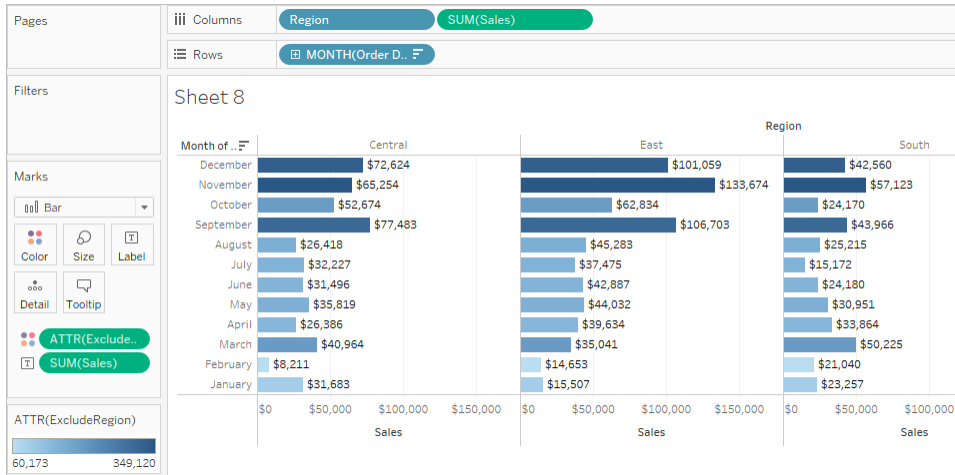 Pages
Columns Region SUM(Sales)
Rows MONTH(Order D..
Filters
Sheet 8
Region
Month of .. Central East South
December $72,624 $101,059 $42,560
November $65,254 $133,674 $57,123
October $52,674 $62,834 $24,170
September $77,483 $106,703 $43,966
August $26,418 $45,283 $25,215
July $32,227 $37,475 $15,172
June $31,496 $42,887 $24,180
May $35,819 $44,032 $30,951
April $26,386 $39,634 $33,864
March $40,964 $35,041 $50,225
February $8,211 $14,653 $21,040
January $31,683 $15,507 $23,257
$0 $50,000 $100,000 $150,000 $0 $50,000 $100,000 $150,000 $0 $50,000 $100,000
Sales Sales Sales
Marks
Bar
Color Size Label
Detail Tooltip
ATTR(Exclude..
T SUM(Sales)
ATTR(ExcludeRegion)
60,173 349,120